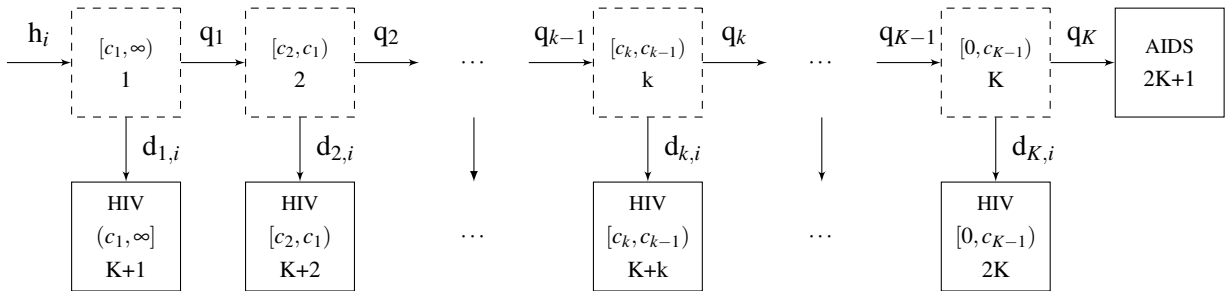 h_i
[c_1, ∞)
1
q_1
[c_2, c_1)
2
q_2
...
q_{k−1}
[c_k, c_{k−1})
k
q_k
...
q_{K−1}
[0, c_{K−1})
K
q_K
AIDS
2K+1
d_{1,i}
d_{2,i}
d_{k,i}
d_{K,i}
HIV
(c_1, ∞]
K+1
HIV
[c_2, c_1)
K+2
...
HIV
[c_k, c_{k−1})
K+k
...
HIV
[0, c_{K−1})
2K